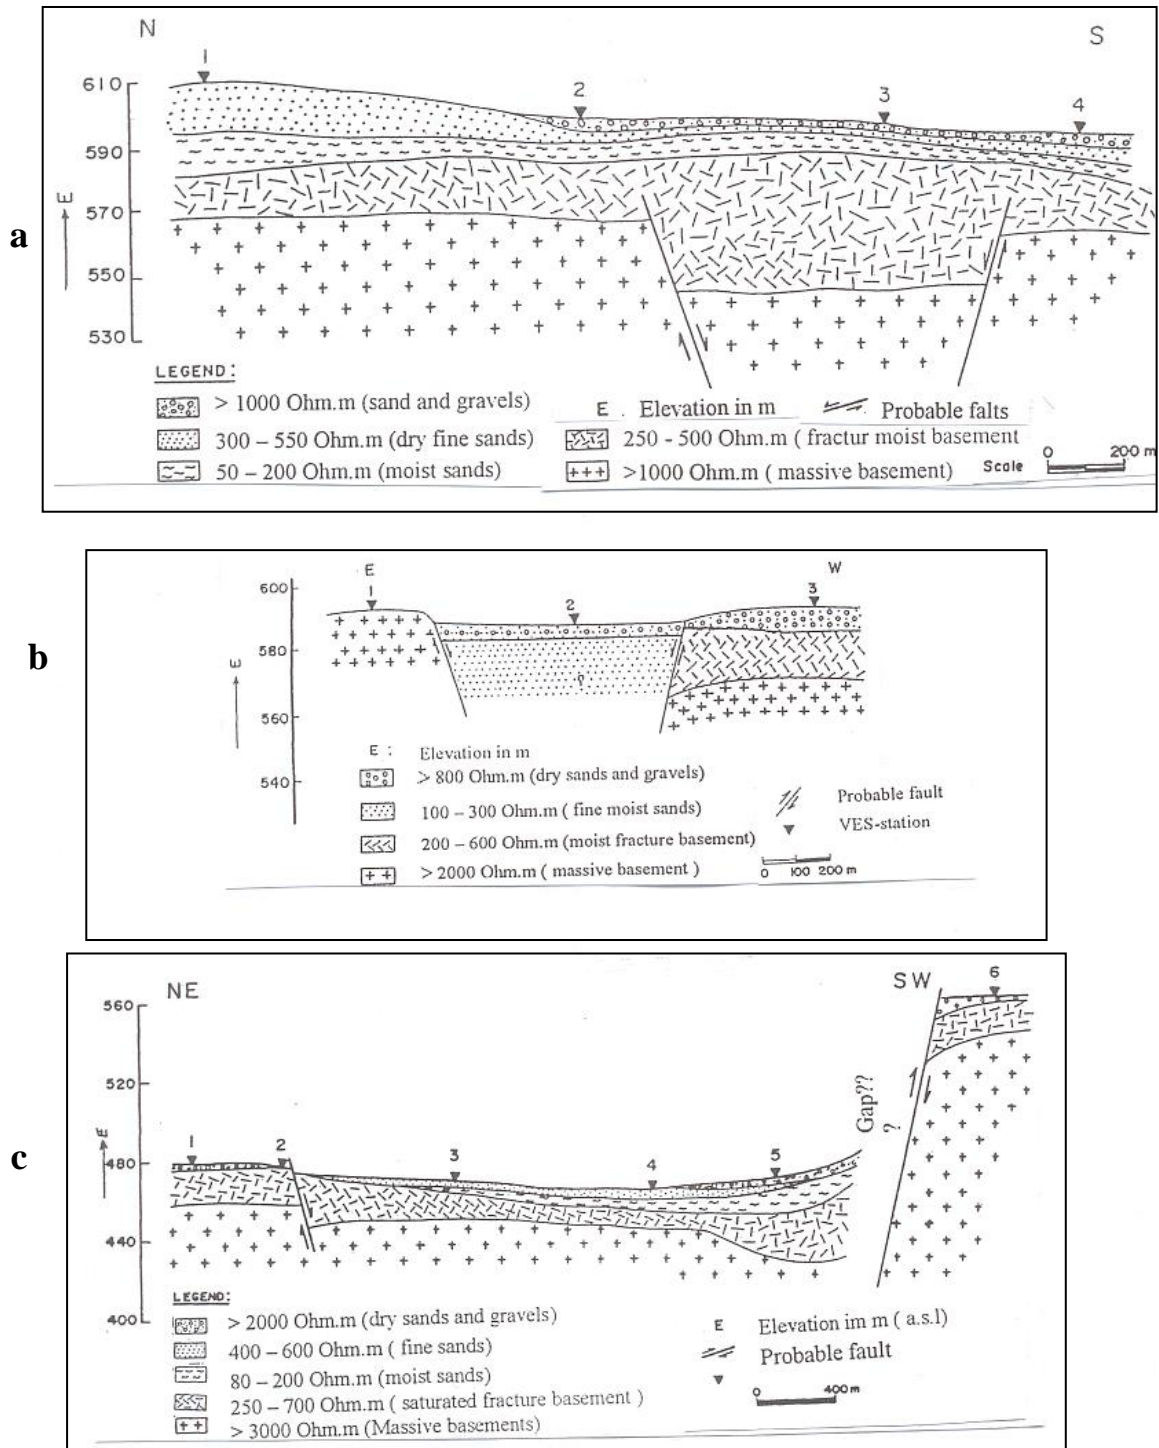 a
N
S
1
2
3
4
610
590
570
550
530
E
LEGEND:
> 1000 Ohm.m (sand and gravels)
300 – 550 Ohm.m (dry fine sands)
50 – 200 Ohm.m (moist sands)
E . Elevation in m
Probable falts
250 - 500 Ohm.m ( fractur moist basement
>1000 Ohm.m ( massive basement)
Scale 0 200 m
b
E
W
1
2
3
600
580
560
540
E
?
E : Elevation in m
> 800 Ohm.m (dry sands and gravels)
100 – 300 Ohm.m ( fine moist sands)
200 – 600 Ohm.m (moist fracture basement)
> 2000 Ohm.m ( massive basement )
Probable fault
VES-station
0 100 200 m
c
NE
SW
1
2
3
4
5
6
560
520
480
440
400
E
Gap??
?
LEGEND:
> 2000 Ohm.m (dry sands and gravels)
400 – 600 Ohm.m ( fine sands)
80 – 200 Ohm.m (moist sands)
250 – 700 Ohm.m ( saturated fracture basement )
> 3000 Ohm.m (Massive basements)
E Elevation im m ( a.s.l)
Probable fault
0 400m